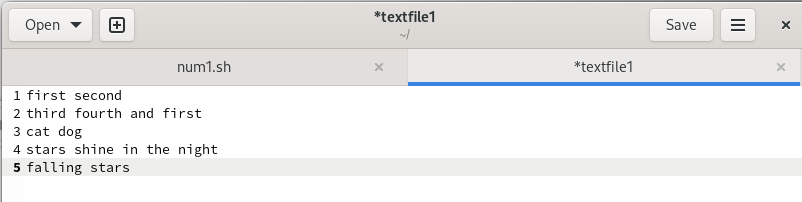 Open
*textfile1
~/
Save
num1.sh
*textfile1
1 first second
2 third fourth and first
3 cat dog
4 stars shine in the night
5 falling stars